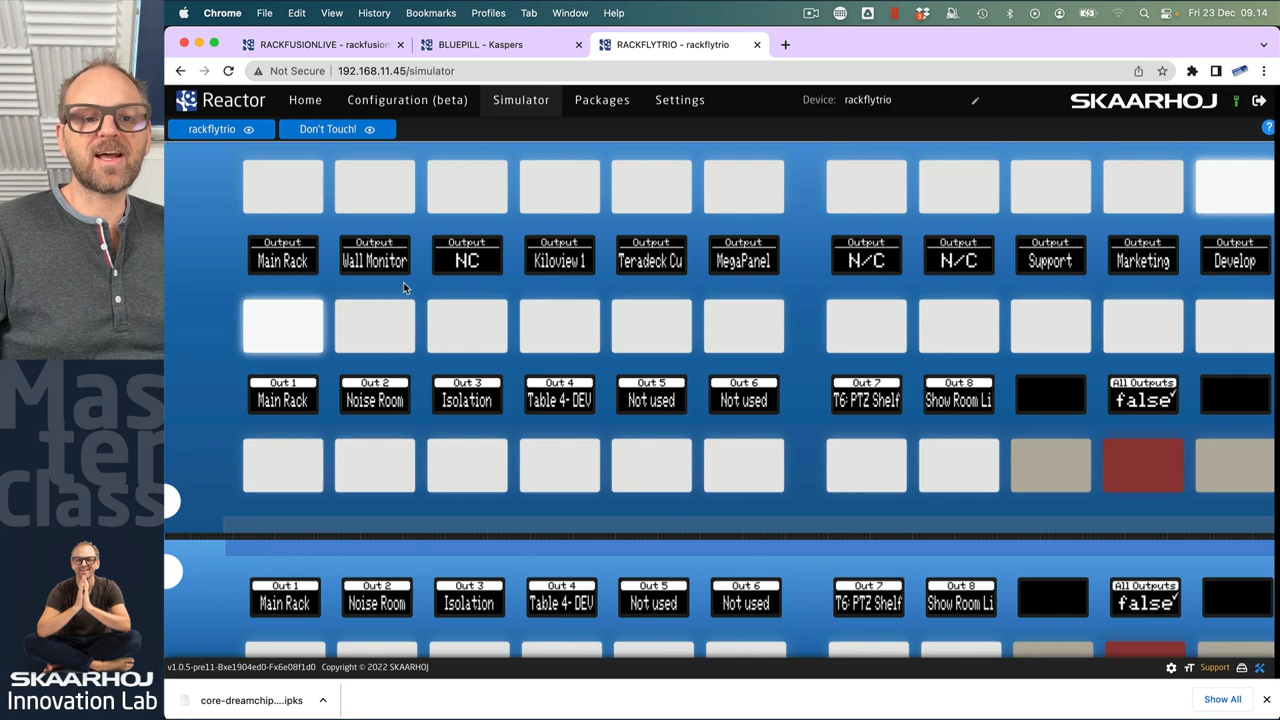 Chrome File Edit View History Bookmarks Profiles Tab Window Help Fri 23 Dec 09.14
RACKFUSIONLIVE - rackfusion BLUEPILL - Kaspers RACKFLYTRIO - rackflytrio
Not Secure 192.168.11.45/simulator
Reactor Home Configuration (beta) Simulator Packages Settings Device: rackflytrio SKAARHOJ
rackflytrio Don't Touch! ?
Output Output Output Output Output Output Output Output Output Output Output
Main Rack Wall Monitor NC Kiloview 1 Teradeck Cu MegaPanel N/C N/C Support Marketing Develop
Out 1 Out 2 Out 3 Out 4 Out 5 Out 6 Out 7 Out 8 All Outputs
Main Rack Noise Room Isolation Table 4- DEV Not used Not used T6: PTZ Shelf Show Room Li false
Out 1 Out 2 Out 3 Out 4 Out 5 Out 6 Out 7 Out 8 All Outputs
Main Rack Noise Room Isolation Table 4- DEV Not used Not used T6: PTZ Shelf Show Room Li false
v1.0.5-pre11-Bxe1904ed0-Fx6e08f1d0 Copyright © 2022 SKAARHOJ Support
core-dreamchip....ipks Show All
Mas
ter
Class
SKAARHOJ
Innovation Lab